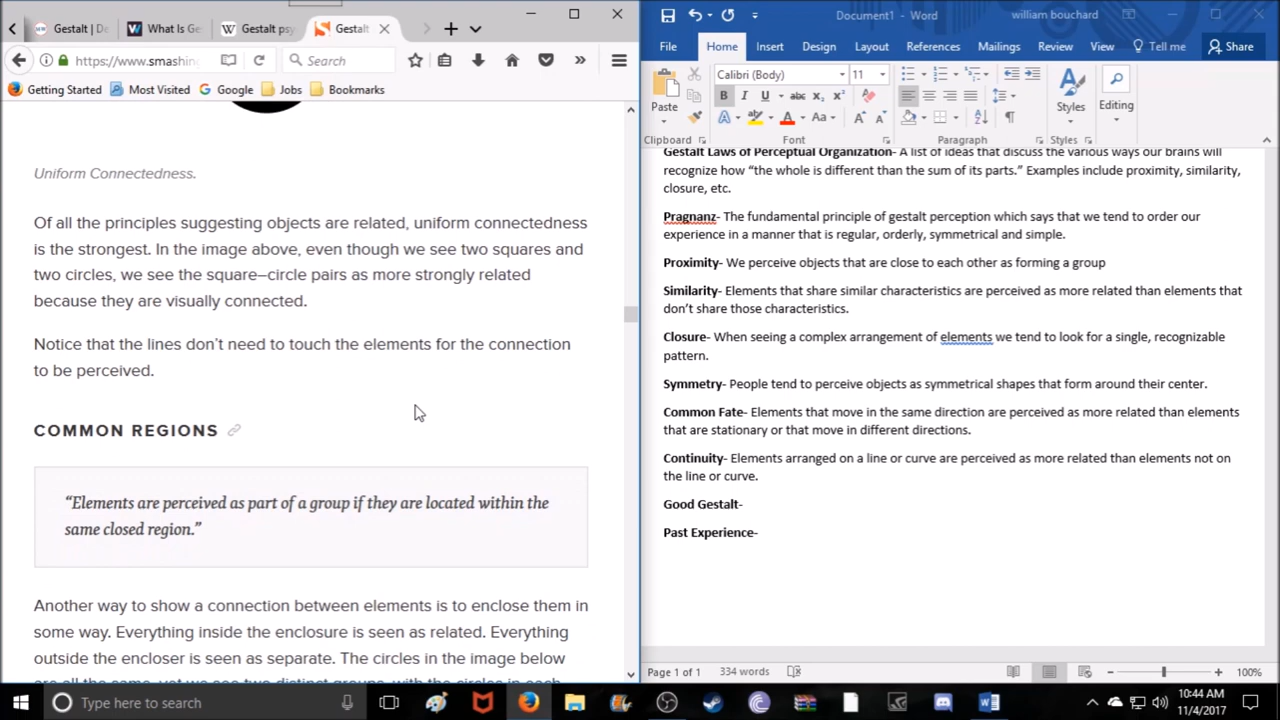 Gestalt | De
What Is Ge
Gestalt psy
Gestalt
https://www.smashin
Search
Getting Started
Most Visited
Google
Jobs
Bookmarks
Uniform Connectedness.
Of all the principles suggesting objects are related, uniform connectedness
is the strongest. In the image above, even though we see two squares and
two circles, we see the square–circle pairs as more strongly related
because they are visually connected.
Notice that the lines don’t need to touch the elements for the connection
to be perceived.
COMMON REGIONS
“Elements are perceived as part of a group if they are located within the
same closed region.”
Another way to show a connection between elements is to enclose them in
some way. Everything inside the enclosure is seen as related. Everything
outside the encloser is seen as separate. The circles in the image below
Document1 - Word
william bouchard
File Home Insert Design Layout References Mailings Review View Tell me Share
Calibri (Body) 11
Paste
Styles
Editing
Clipboard Font Paragraph Styles
Gestalt Laws of Perceptual Organization- A list of ideas that discuss the various ways our brains will
recognize how “the whole is different than the sum of its parts.” Examples include proximity, similarity,
closure, etc.
Pragnanz- The fundamental principle of gestalt perception which says that we tend to order our
experience in a manner that is regular, orderly, symmetrical and simple.
Proximity- We perceive objects that are close to each other as forming a group
Similarity- Elements that share similar characteristics are perceived as more related than elements that
don’t share those characteristics.
Closure- When seeing a complex arrangement of elements we tend to look for a single, recognizable
pattern.
Symmetry- People tend to perceive objects as symmetrical shapes that form around their center.
Common Fate- Elements that move in the same direction are perceived as more related than elements
that are stationary or that move in different directions.
Continuity- Elements arranged on a line or curve are perceived as more related than elements not on
the line or curve.
Good Gestalt-
Past Experience-
Page 1 of 1 334 words
100%
Type here to search
10:44 AM
11/4/2017